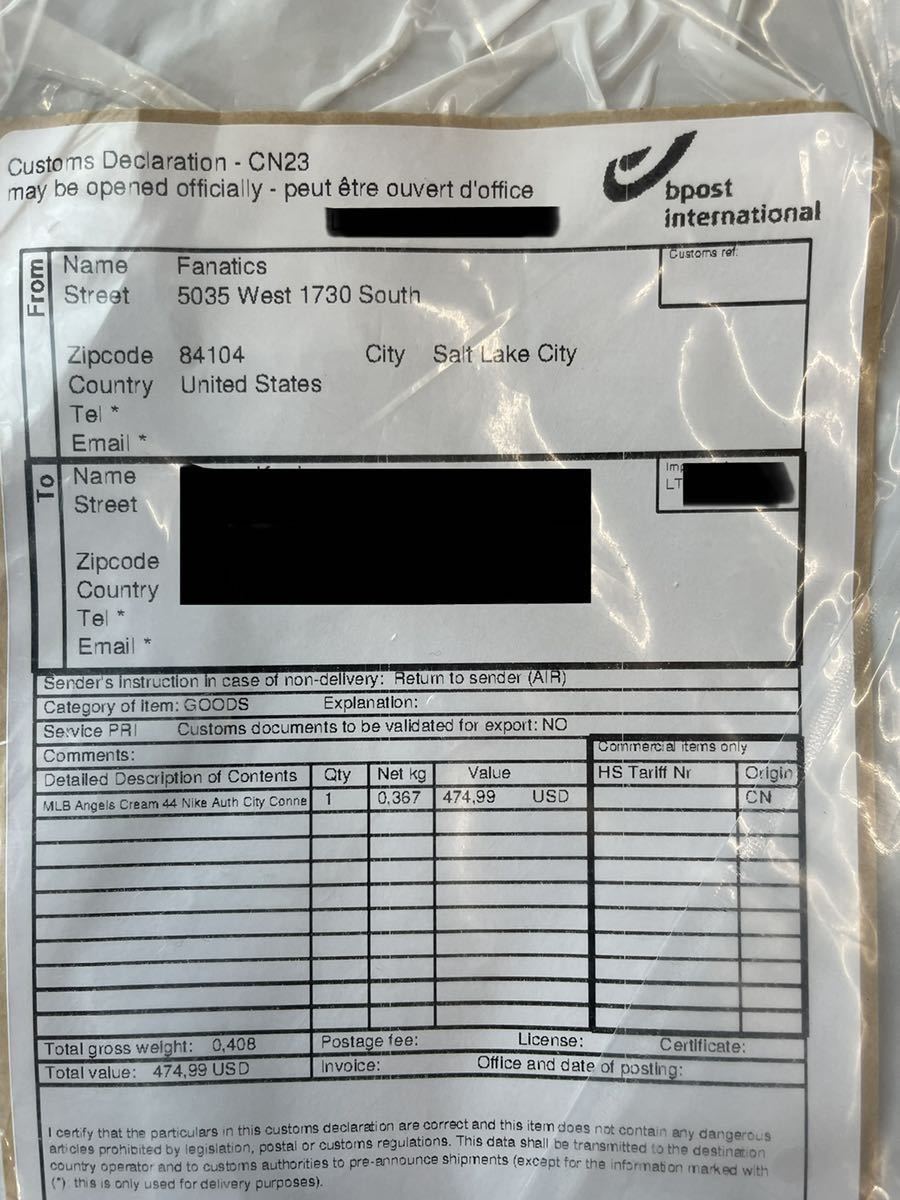 Customs Declaration - CN23
may be opened officially - peut être ouvert d'office
bpost
international
From
Name Fanatics
Street 5035 West 1730 South
Customs ref.
Zipcode 84104 City Salt Lake City
Country United States
Tel *
Email *
To
Name
Street
LT
Zipcode
Country
Tel *
Email *
Sender's Instruction in case of non-delivery: Return to sender (AIR)
Category of item: GOODS Explanation:
Service PRI Customs documents to be validated for export: NO
Comments:
Commercial items only
Detailed Description of Contents Qty Net kg Value HS Tariff Nr Origin
MLB Angels Cream 44 Nike Auth City Conne 1 0,367 474,99 USD CN
Total gross weight: 0,408 Postage fee: License: Certificate:
Total value: 474,99 USD Invoice: Office and date of posting:
I certify that the particulars in this customs declaration are correct and this item does not contain any dangerous
articles prohibited by legislation, postal or customs regulations. This data shall be transmitted to the destination
country operator and to customs authorities to pre-announce shipments (except for the information marked with
(*) this is only used for delivery purposes).